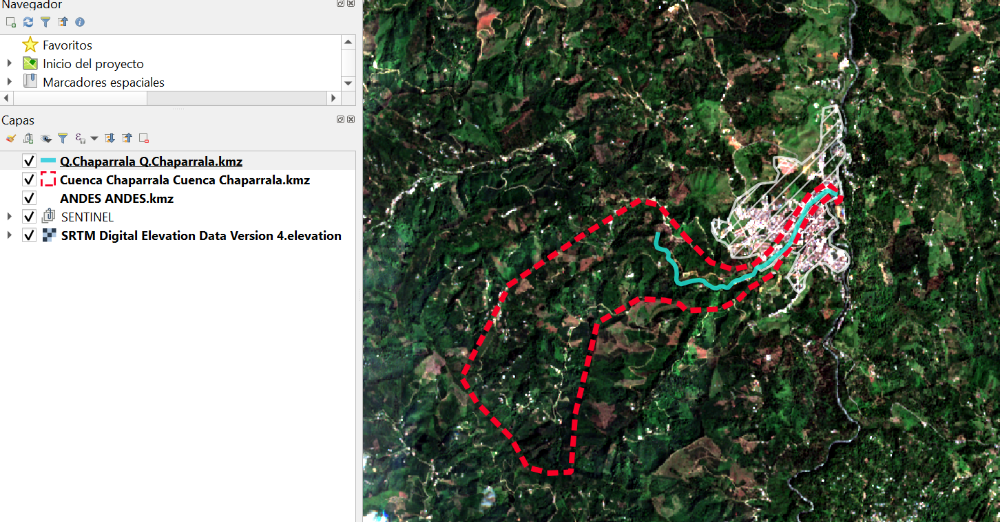 Navegador
Favoritos
Inicio del proyecto
Marcadores espaciales
Capas
Q.Chaparrala Q.Chaparrala.kmz
Cuenca Chaparrala Cuenca Chaparrala.kmz
ANDES ANDES.kmz
SENTINEL
SRTM Digital Elevation Data Version 4.elevation